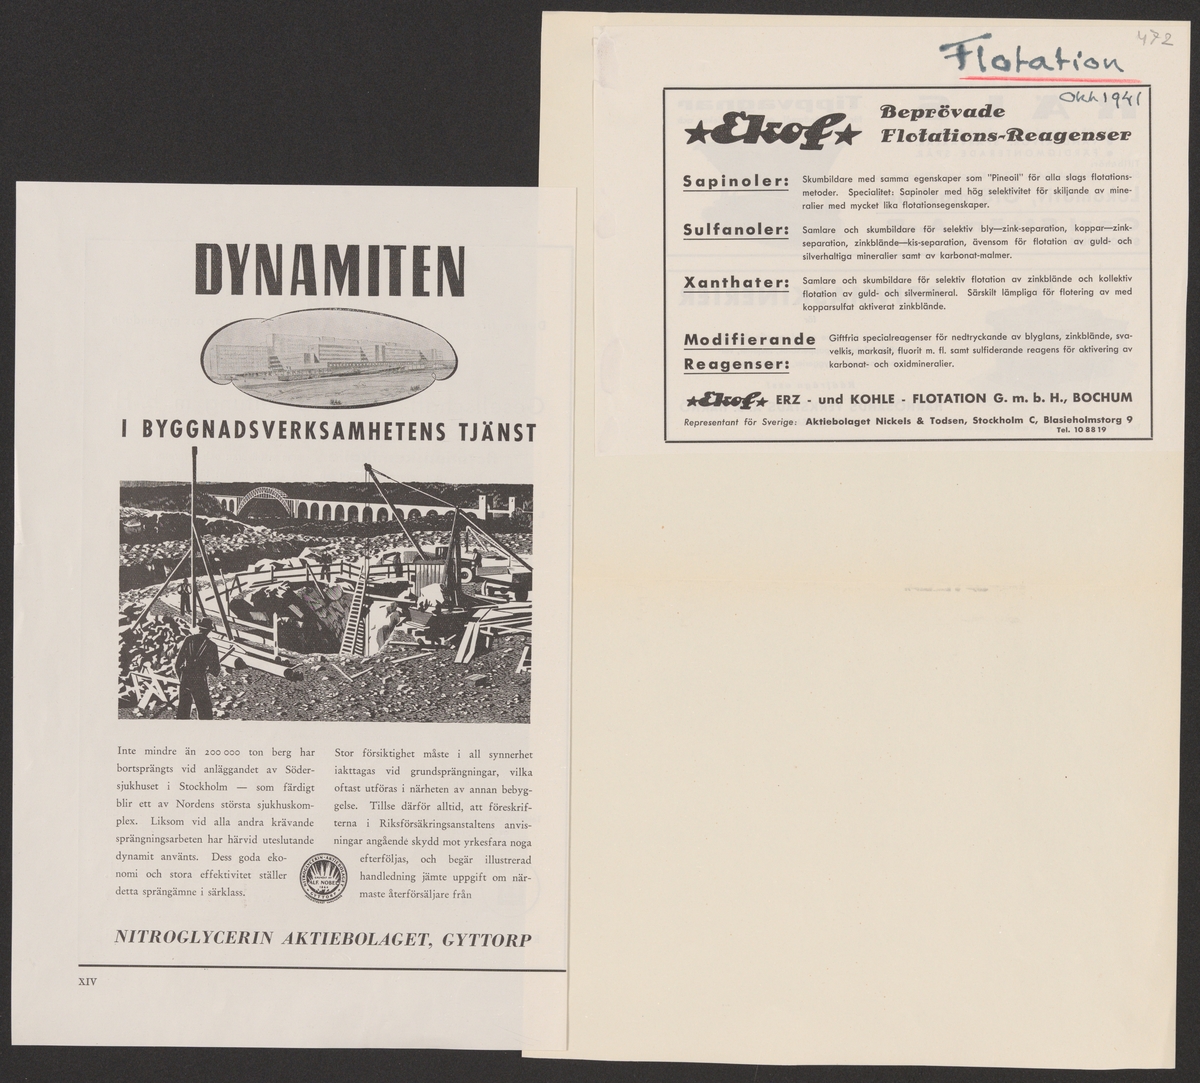 DYNAMITEN
I BYGGNADSVERKSAMHETENS TJÄNST
Inte mindre än 200 000 ton berg har
bortsprängts vid anläggandet av Söder-
sjukhuset i Stockholm — som färdigt
blir ett av Nordens största sjukhuskom-
plex. Liksom vid alla andra krävande
sprängningsarbeten har härvid uteslutande
dynamit använts. Dess goda eko-
nomi och stora effektivitet ställer
detta sprängämne i särklass.
Stor försiktighet måste i all synnerhet
iakttagas vid grundsprängningar, vilka
oftast utföras i närheten av annan bebyg-
gelse. Tillse därför alltid, att föreskrif-
terna i Riksförsäkringsanstaltens anvis-
ningar angående skydd mot yrkesfara noga
efterföljas, och begär illustrerad
handledning jämte uppgift om när-
maste återförsäljare från
NITROGLYCERIN AKTIEBOLAGET
ALF. NOBEL
GYTTORP
NITROGLYCERIN AKTIEBOLAGET, GYTTORP
XIV
472
Flotation
Okt 1941
Ekof
Beprövade
Flotations-Reagenser
Sapinoler: Skumbildare med samma egenskaper som "Pineoil" för alla slags flotations-
metoder. Specialitet: Sapinoler med hög selektivitet för skiljande av mine-
ralier med mycket lika flotationsegenskaper.
Sulfanoler: Samlare och skumbildare för selektiv bly—zink-separation, koppar—zink-
separation, zinkblände—kis-separation, ävensom för flotation av guld- och
silverhaltiga mineralier samt av karbonat-malmer.
Xanthater: Samlare och skumbildare för selektiv flotation av zinkblände och kollektiv
flotation av guld- och silvermineral. Särskilt lämpliga för flotering av med
kopparsulfat aktiverat zinkblände.
Modifierande
Reagenser:
Giftfria specialreagenser för nedtryckande av blyglans, zinkblände, sva-
velkis, markasit, fluorit m. fl. samt sulfiderande reagens för aktivering av
karbonat- och oxidmineralier.
Ekof ERZ - und KOHLE - FLOTATION G. m. b. H., BOCHUM
Representant för Sverige: Aktiebolaget Nickels & Todsen, Stockholm C, Blasieholmstorg 9
Tel. 10 88 19